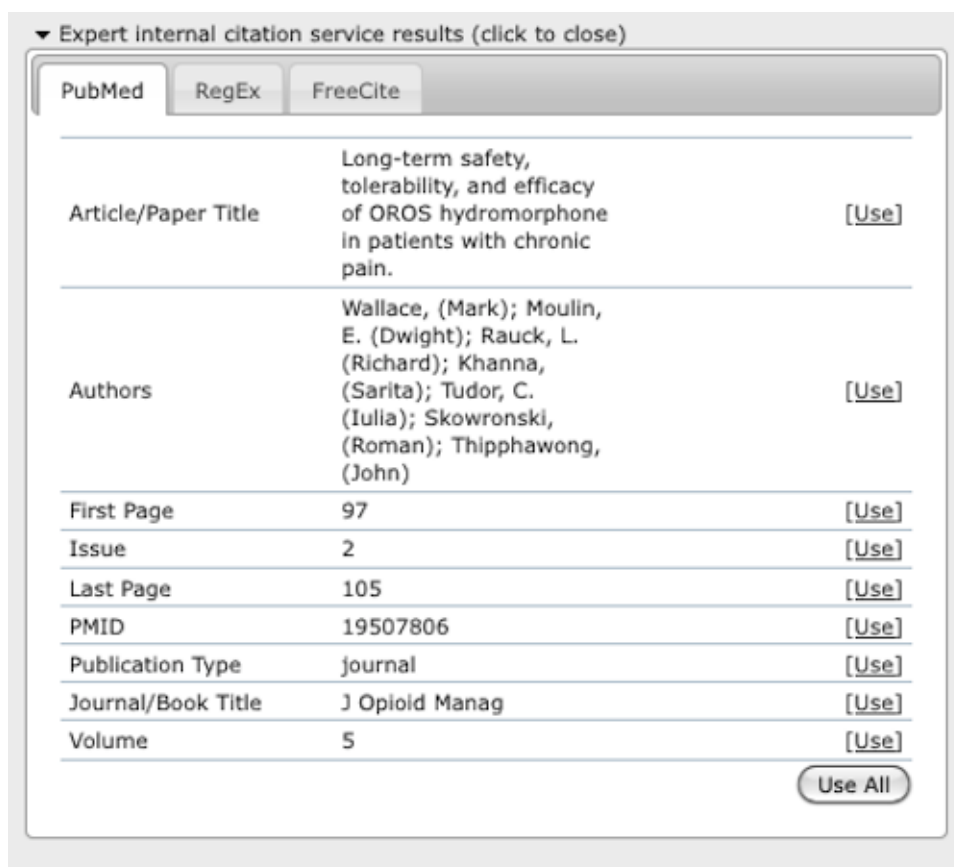 ▼ Expert internal citation service results (click to close)
PubMed RegEx FreeCite
Article/Paper Title
Long-term safety,
tolerability, and efficacy
of OROS hydromorphone
in patients with chronic
pain.
[Use]
Authors
Wallace, (Mark); Moulin,
E. (Dwight); Rauck, L.
(Richard); Khanna,
(Sarita); Tudor, C.
(Iulia); Skowronski,
(Roman); Thipphawong,
(John)
[Use]
First Page 97 [Use]
Issue 2 [Use]
Last Page 105 [Use]
PMID 19507806 [Use]
Publication Type journal [Use]
Journal/Book Title J Opioid Manag [Use]
Volume 5 [Use]
Use All